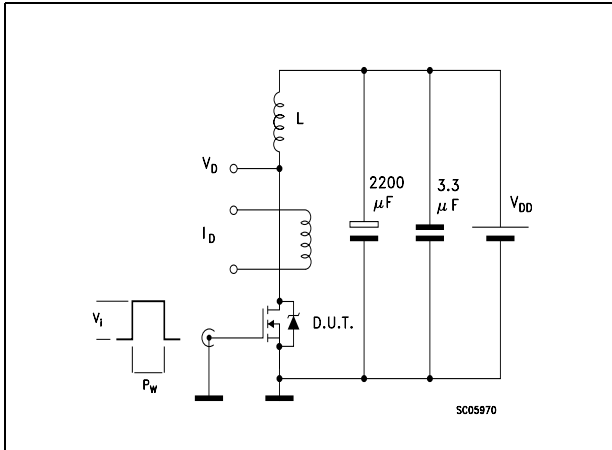 L
V_D
2200 μF
3.3 μF
V_DD
I_D
V_i
D.U.T.
P_W
SC05970